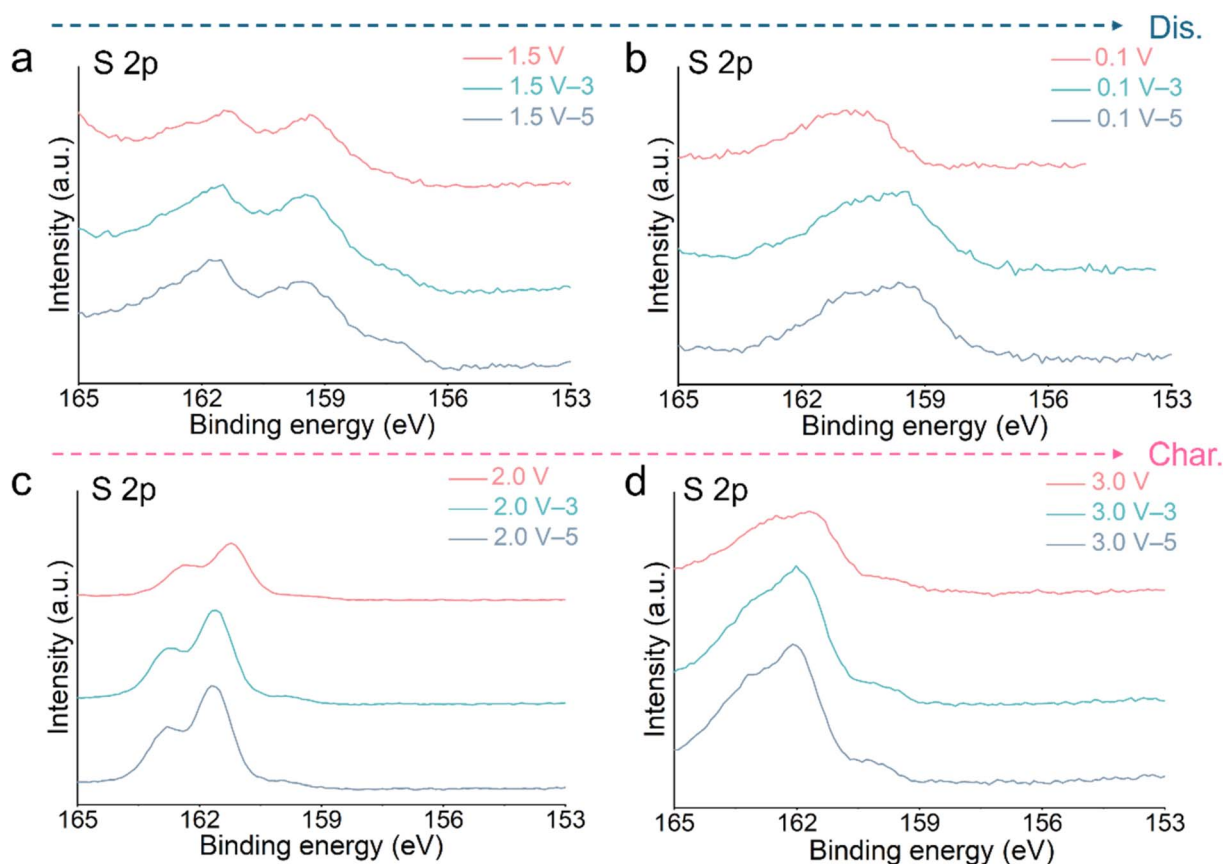 Dis.
a
S 2p
1.5 V
1.5 V–3
1.5 V–5
Intensity (a.u.)
165 162 159 156 153
Binding energy (eV)
b
S 2p
0.1 V
0.1 V–3
0.1 V–5
Intensity (a.u.)
165 162 159 156 153
Binding energy (eV)
Char.
c
S 2p
2.0 V
2.0 V–3
2.0 V–5
Intensity (a.u.)
165 162 159 156 153
Binding energy (eV)
d
S 2p
3.0 V
3.0 V–3
3.0 V–5
Intensity (a.u.)
165 162 159 156 153
Binding energy (eV)